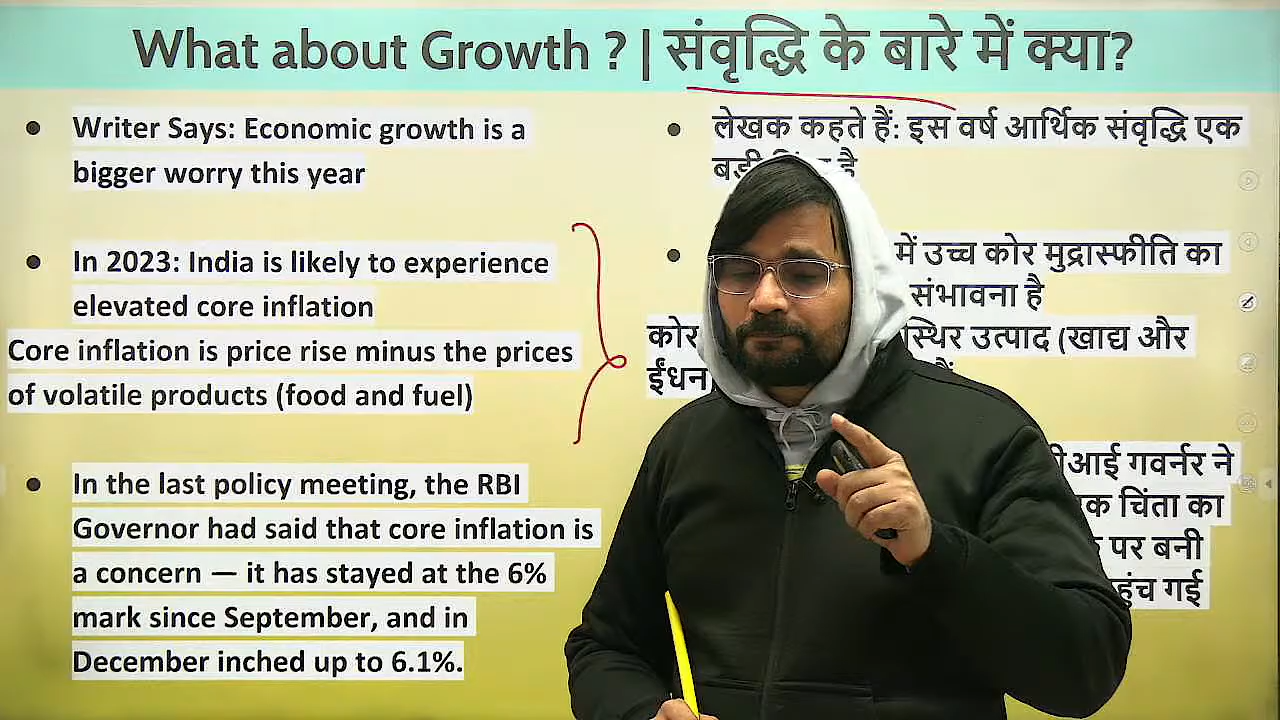 What about Growth ? | संवृद्धि के बारे में क्या?
Writer Says: Economic growth is a
bigger worry this year
In 2023: India is likely to experience
elevated core inflation
Core inflation is price rise minus the prices
of volatile products (food and fuel)
In the last policy meeting, the RBI
Governor had said that core inflation is
a concern — it has stayed at the 6%
mark since September, and in
December inched up to 6.1%.
लेखक कहते हैं: इस वर्ष आर्थिक संवृद्धि एक
है
में उच्च कोर मुद्रास्फीति का
संभावना है
कोर उत्पाद (खाद्य और
ईंधन
गवर्नर ने
चिंता का
पर बनी
गई